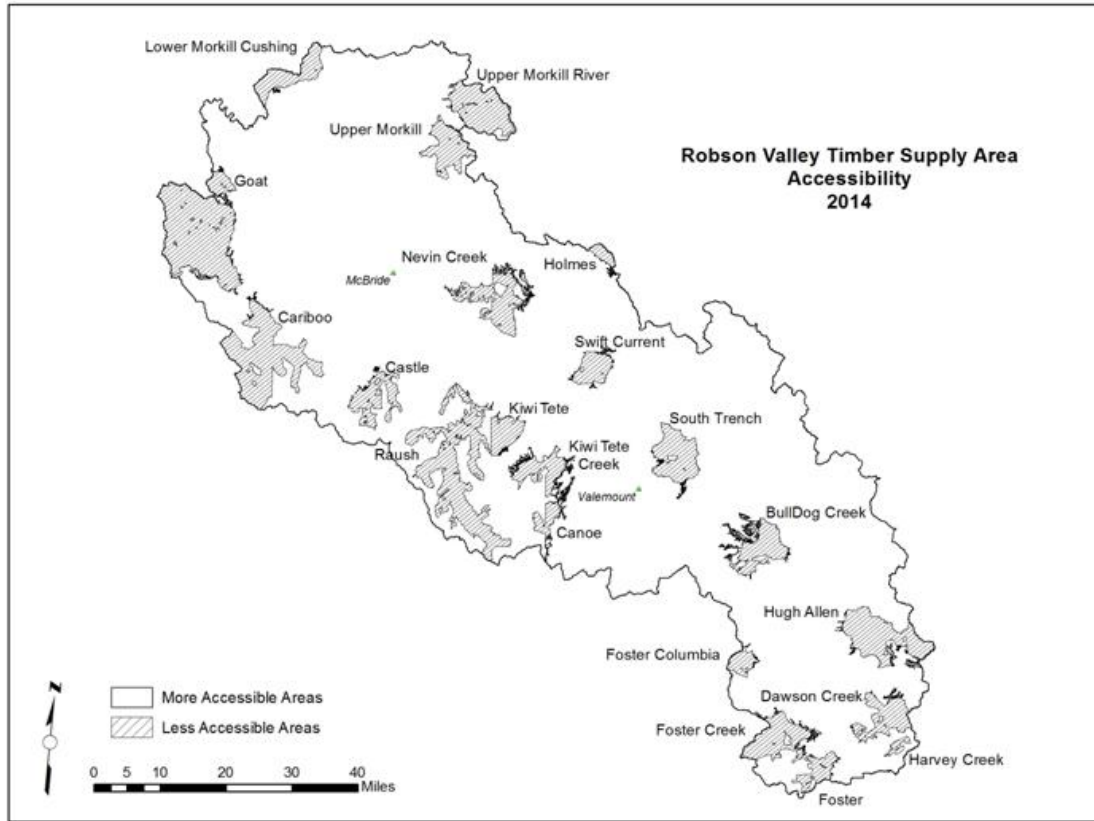 Lower Morkill Cushing
Upper Morkill River
Upper Morkill
Robson Valley Timber Supply Area
Accessibility
2014
Goat
Nevin Creek
Holmes
McBride
Cariboo
Swift Current
Castle
Kiwi Tete
South Trench
Raush
Kiwi Tete
Creek
Valemount
BullDog Creek
Canoe
Hugh Allen
Foster Columbia
Dawson Creek
Foster Creek
Harvey Creek
Foster
N
More Accessible Areas
Less Accessible Areas
0 5 10 20 30 40
Miles